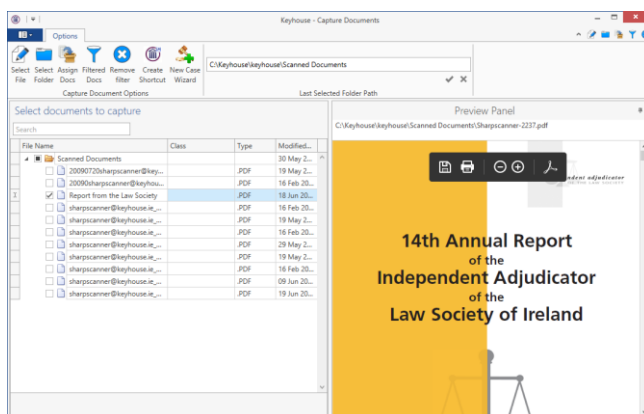 Keyhouse - Capture Documents
Options
Select File
Select Folder
Assign Docs
Filtered Docs
Remove filter
Create Shortcut
New Case Wizard
Capture Document Options
C:\Keyhouse\keyhouse\Scanned Documents
Last Selected Folder Path
Select documents to capture
Search
File Name Class Type Modified...
Scanned Documents 30 May 2...
20090720sharpscanner@key... .PDF 19 May 2...
20090sharpscanner@keyhou... .PDF 16 Feb 20...
Report from the Law Society .PDF 18 Jun 20...
sharpscanner@keyhouse.ie_... .PDF 16 Feb 20...
sharpscanner@keyhouse.ie_... .PDF 19 May 2...
sharpscanner@keyhouse.ie_... .PDF 16 Feb 20...
sharpscanner@keyhouse.ie_... .PDF 29 May 2...
sharpscanner@keyhouse.ie_... .PDF 19 May 2...
sharpscanner@keyhouse.ie_... .PDF 16 Feb 20...
sharpscanner@keyhouse.ie_... .PDF 09 Jun 20...
sharpscanner@keyhouse.ie_... .PDF 19 Jun 20...
Preview Panel
C:\Keyhouse\keyhouse\Scanned Documents\Sharpscanner-2237.pdf
ndent adjudicator
14th Annual Report
of the
Independent Adjudicator
of the
Law Society of Ireland